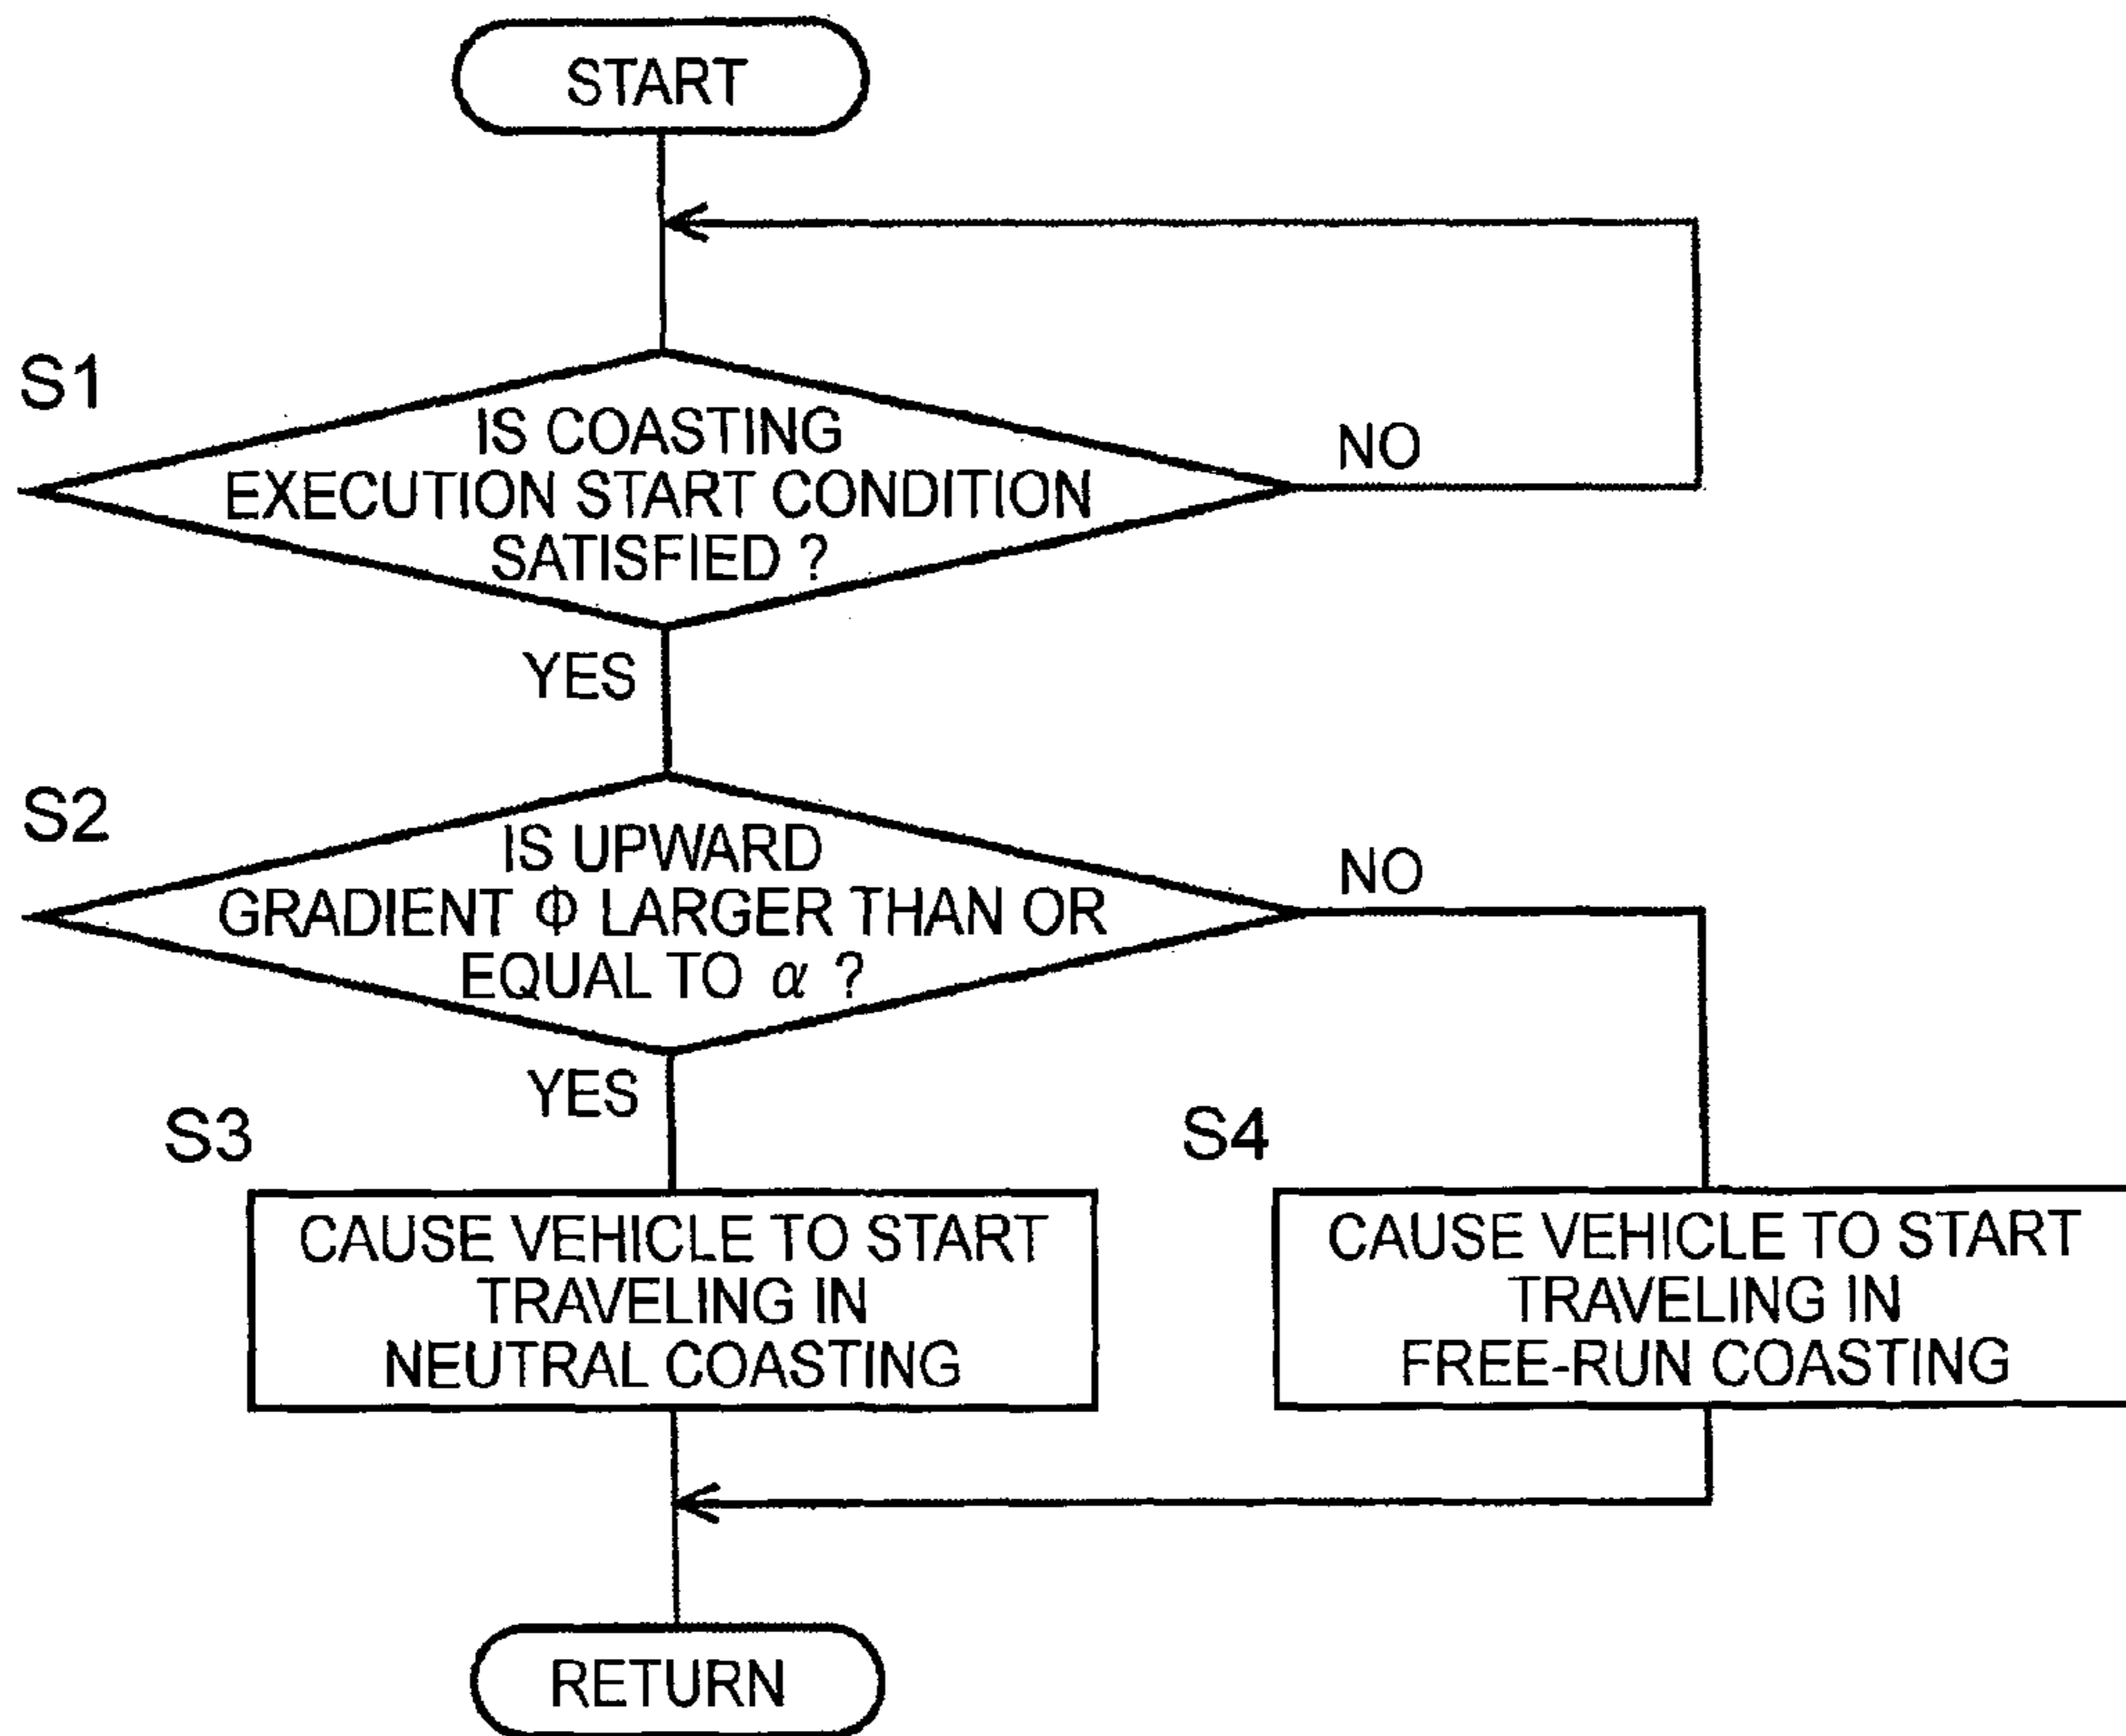 START
S1
IS COASTING
EXECUTION START CONDITION
SATISFIED ?
NO
YES
S2
IS UPWARD
GRADIENT Φ LARGER THAN OR
EQUAL TO α ?
NO
YES
S3
CAUSE VEHICLE TO START
TRAVELING IN
NEUTRAL COASTING
S4
CAUSE VEHICLE TO START
TRAVELING IN
FREE-RUN COASTING
RETURN